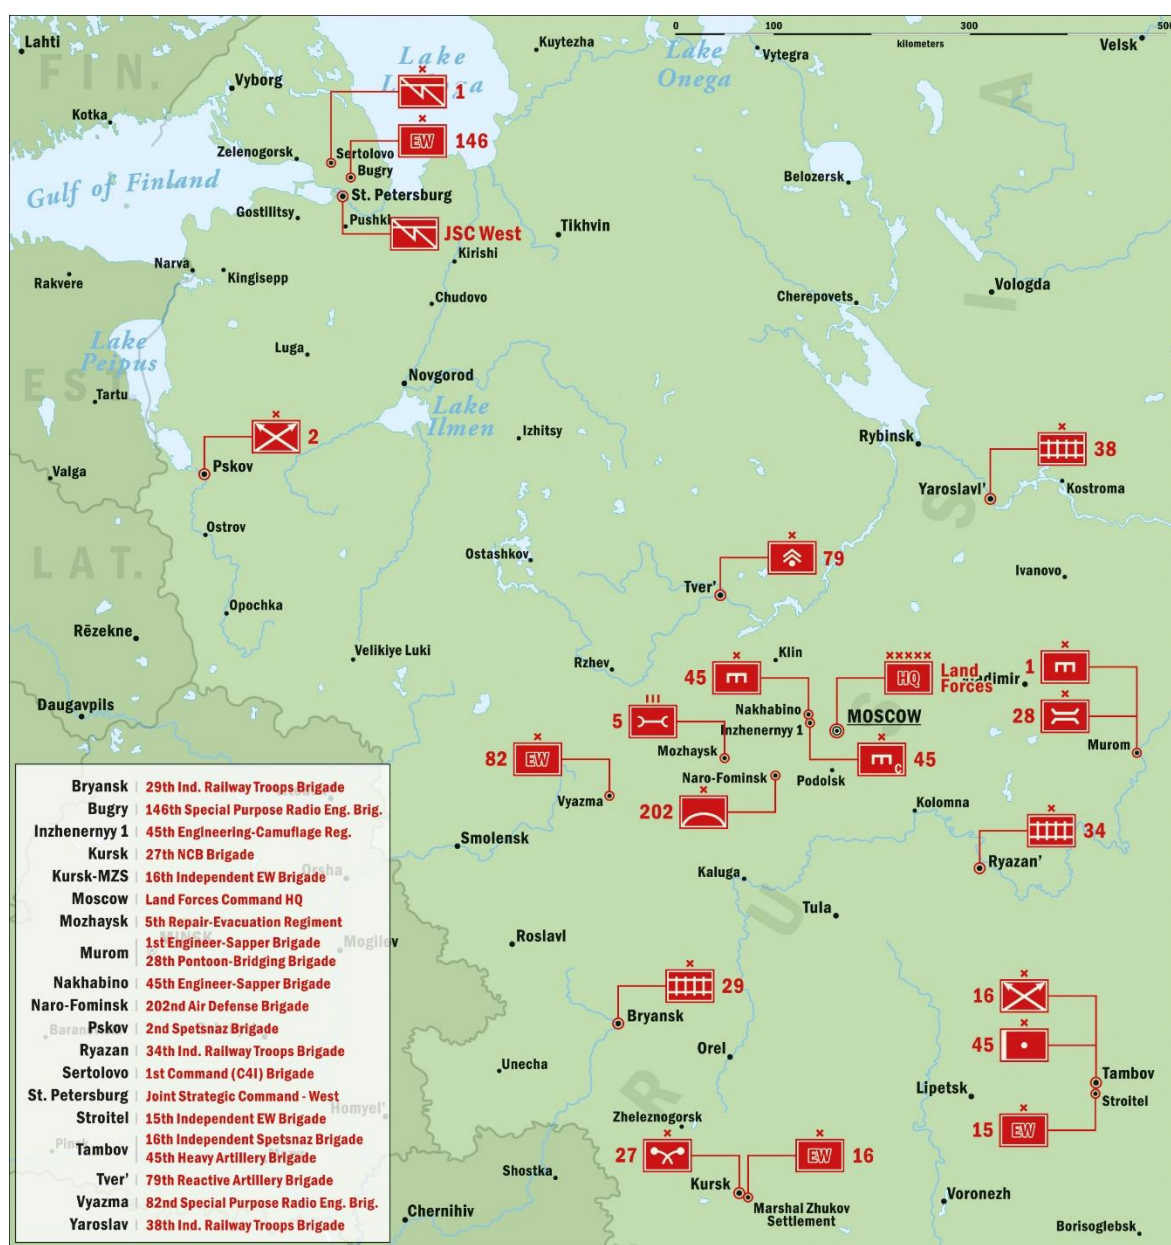 0 100 300 500
kilometers
Lahti
FIN.
Vyborg
Kotka
Kuytezha
Lake
Onega
Vytegra
Velsk
Lake
1
EW
146
Zelenogorsk
Sertolovo
Bugry
Gulf of Finland
St. Petersburg
Gostilitsy
JSC West
Tikhvin
Belozersk
Kirishi
Narva
Kingisepp
Rakvere
Chudovo
Cherepovets
Vologda
Lake
Peipus
Luga
EST.
Tartu
Novgorod
Lake
Ilmen
Izhitsy
2
Pskov
Valga
Rybinsk
38
Yaroslavl'
Kostroma
Ostrov
LAT.
Ostashkov
79
Tver'
Ivanovo
Opochka
Rēzekne
Velikiye Luki
Rzhev
Klin
45
HQ
Land
Forces
1
28
Murom
Daugavpils
5
Nakhabino
Inzhenernyy 1
MOSCOW
Mozhaysk
82
EW
Naro-Fominsk
Podolsk
C
45
Vyazma
202
Kolomna
34
Ryazan'
Smolensk
Kaluga
Tula
Roslavl
RUSSIA
29
Bryansk
Orel
Unecha
16
45
Tambov
Stroitel
Lipetsk
15
EW
Zheleznogorsk
27
EW
16
Kursk
Marshal Zhukov
Settlement
Shostka
Chernihiv
Voronezh
Borisoglebsk
Bryansk 29th Ind. Railway Troops Brigade
Bugry 146th Special Purpose Radio Eng. Brig.
Inzhenernyy 1 45th Engineering-Camuflage Reg.
Kursk 27th NCB Brigade
Kursk-MZS 16th Independent EW Brigade
Moscow Land Forces Command HQ
Mozhaysk 5th Repair-Evacuation Regiment
Murom 1st Engineer-Sapper Brigade
28th Pontoon-Bridging Brigade
Nakhabino 45th Engineer-Sapper Brigade
Naro-Fominsk 202nd Air Defense Brigade
Pskov 2nd Spetsnaz Brigade
Ryazan 34th Ind. Railway Troops Brigade
Sertolovo 1st Command (C4I) Brigade
St. Petersburg Joint Strategic Command - West
Stroitel 15th Independent EW Brigade
Tambov 16th Independent Spetsnaz Brigade
45th Heavy Artillery Brigade
Tver' 79th Reactive Artillery Brigade
Vyazma 82nd Special Purpose Radio Eng. Brig.
Yaroslav 38th Ind. Railway Troops Brigade
Orsha
MINSK
Mogilev
Homyel'
Pinsk